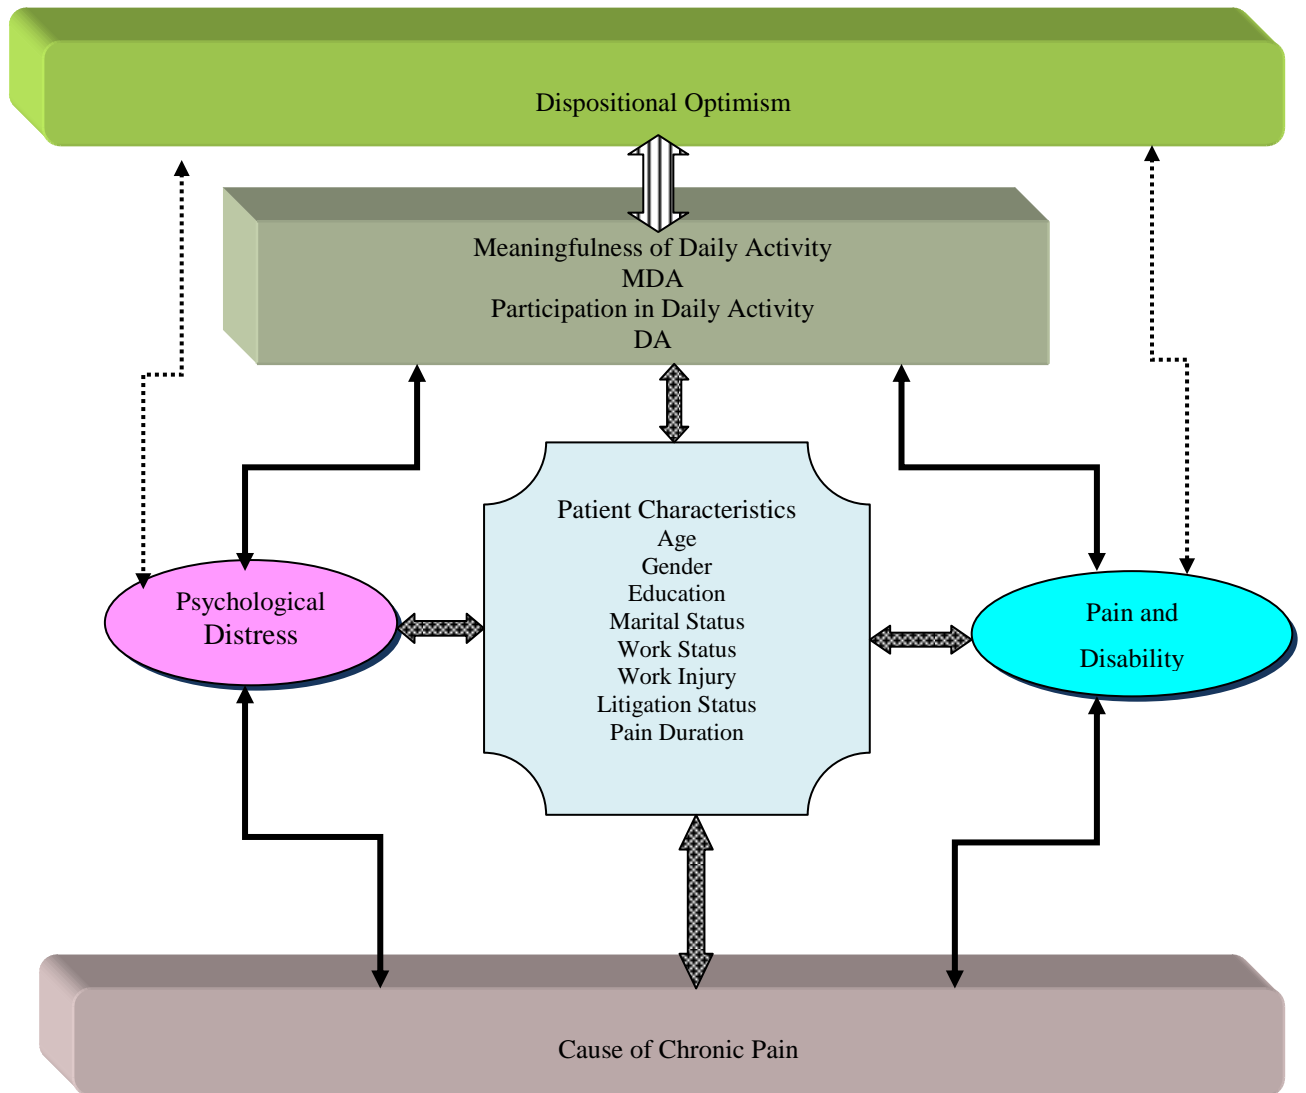 Dispositional Optimism
Meaningfulness of Daily Activity
MDA
Participation in Daily Activity
DA
Patient Characteristics
Age
Gender
Education
Marital Status
Work Status
Work Injury
Litigation Status
Pain Duration
Psychological
Distress
Pain and
Disability
Cause of Chronic Pain